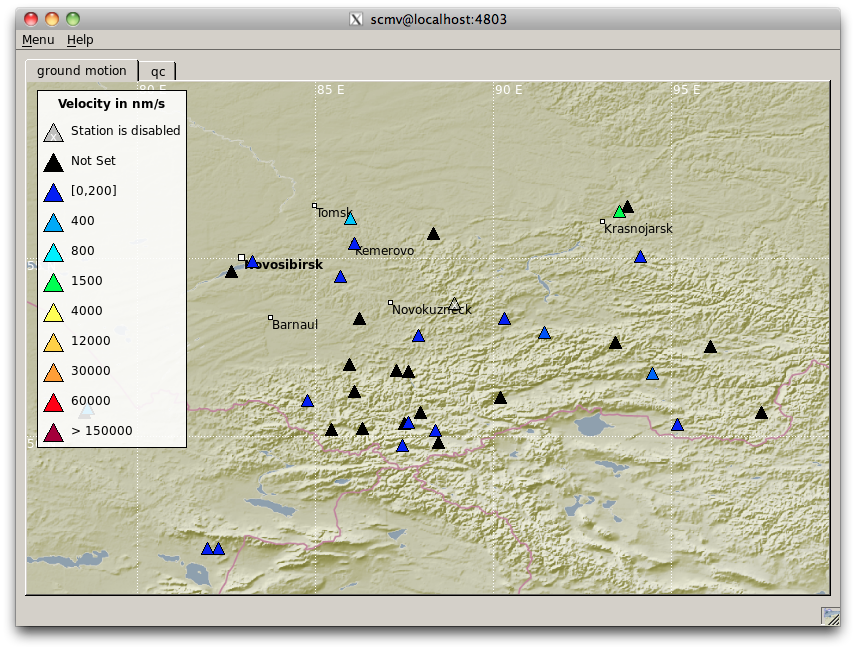 scmv@localhost:4803
Menu Help
ground motion qc
85 E 90 E 95 E
Velocity in nm/s
Station is disabled
Not Set
[0,200]
400
800
1500
4000
12000
30000
60000
> 150000
Tomsk
Krasnojarsk
Kemerovo
Novosibirsk
Novokuzneck
Barnaul